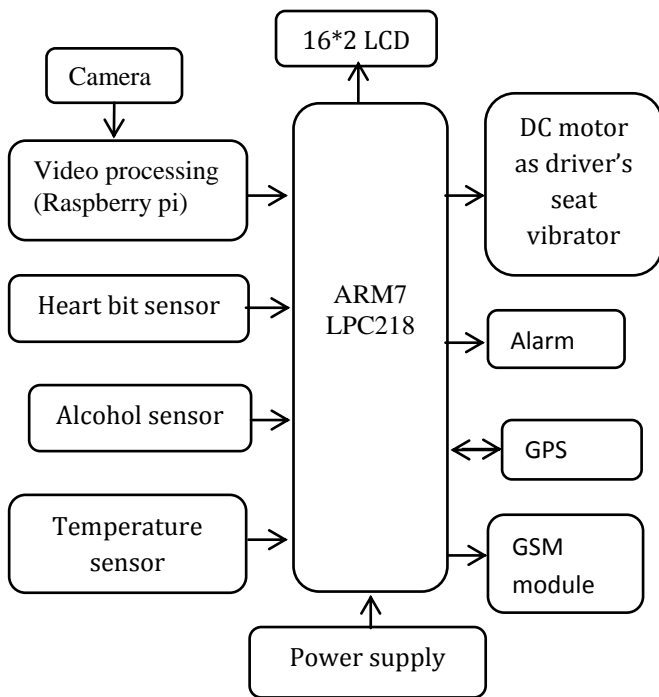 16*2 LCD
Camera
Video processing
(Raspberry pi)
Heart bit sensor
Alcohol sensor
Temperature
sensor
ARM7
LPC218
DC motor
as driver’s
seat
vibrator
Alarm
GPS
GSM
module
Power supply